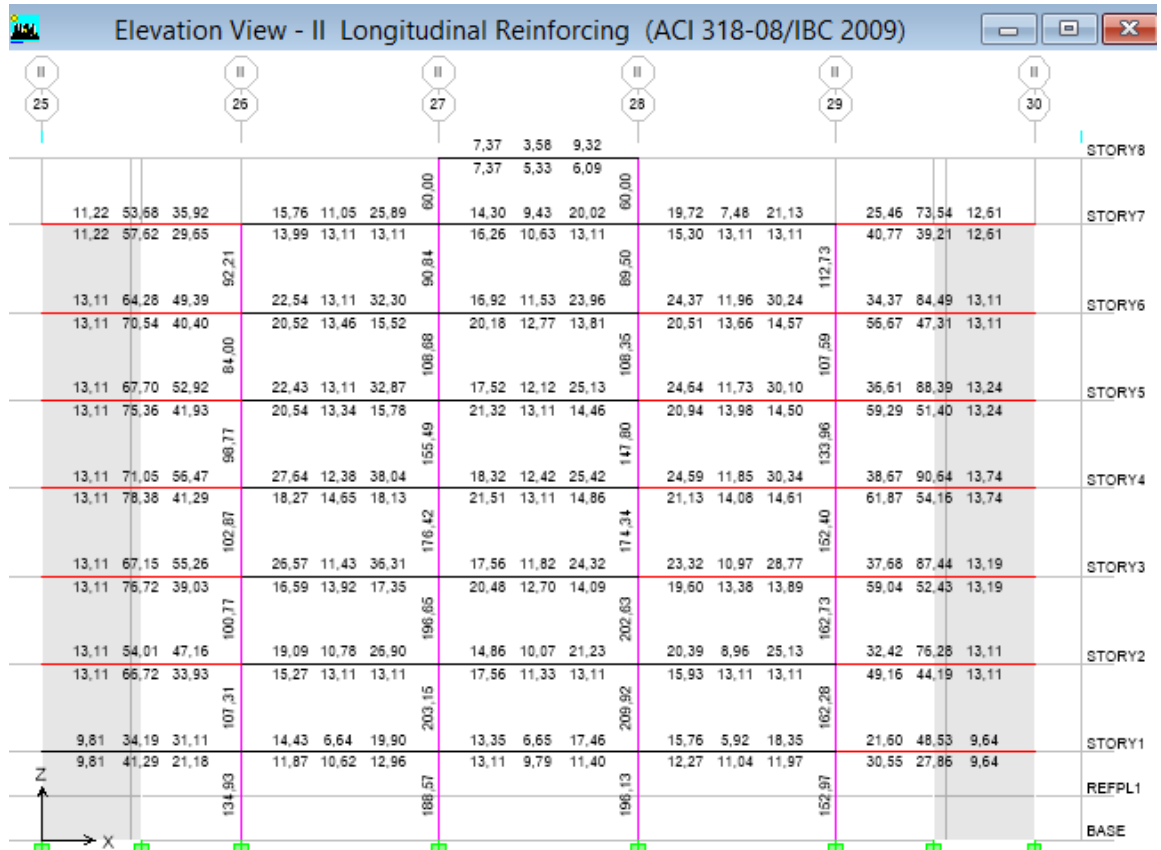 Elevation View - II Longitudinal Reinforcing (ACI 318-08/IBC 2009)
II II II II II II
25 26 27 28 29 30
7,37 3,58 9,32
STORY8
7,37 5,33 6,09
60,00 60,00
11,22 53,68 35,92 15,76 11,05 25,89 14,30 9,43 20,02 19,72 7,48 21,13 25,46 73,54 12,61
STORY7
11,22 57,62 29,65 13,99 13,11 13,11 16,26 10,63 13,11 15,30 13,11 13,11 40,77 39,21 12,61
92,21 90,84 89,50 112,73
13,11 64,28 49,39 22,54 13,11 32,30 16,92 11,53 23,96 24,37 11,96 30,24 34,37 84,49 13,11
STORY6
13,11 70,54 40,40 20,52 13,46 15,52 20,18 12,77 13,81 20,51 13,66 14,57 56,67 47,31 13,11
84,00 108,68 108,35 107,59
13,11 67,70 52,92 22,43 13,11 32,87 17,52 12,12 25,13 24,64 11,73 30,10 36,61 88,39 13,24
STORY5
13,11 75,36 41,93 20,54 13,34 15,78 21,32 13,11 14,46 20,94 13,98 14,50 59,29 51,40 13,24
98,77 155,49 147,80 133,96
13,11 71,05 56,47 27,64 12,38 38,04 18,32 12,42 25,42 24,59 11,85 30,34 38,67 90,64 13,74
STORY4
13,11 78,38 41,29 18,27 14,65 18,13 21,51 13,11 14,86 21,13 14,08 14,61 61,87 54,16 13,74
102,87 176,42 174,34 152,40
13,11 67,15 55,26 26,57 11,43 36,31 17,56 11,82 24,32 23,32 10,97 28,77 37,68 87,44 13,19
STORY3
13,11 76,72 39,03 16,59 13,92 17,35 20,48 12,70 14,09 19,60 13,38 13,89 59,04 52,43 13,19
100,77 196,65 202,63 162,73
13,11 54,01 47,16 19,09 10,78 26,90 14,86 10,07 21,23 20,39 8,96 25,13 32,42 76,28 13,11
STORY2
13,11 66,72 33,93 15,27 13,11 13,11 17,56 11,33 13,11 15,93 13,11 13,11 49,16 44,19 13,11
107,31 203,15 209,92 162,28
9,81 34,19 31,11 14,43 6,64 19,90 13,35 6,65 17,46 15,76 5,92 18,35 21,60 48,53 9,64
STORY1
9,81 41,29 21,18 11,87 10,62 12,96 13,11 9,79 11,40 12,27 11,04 11,97 30,55 27,86 9,64
Z
134,93 188,57 196,13 152,97
REFPL1
X
BASE